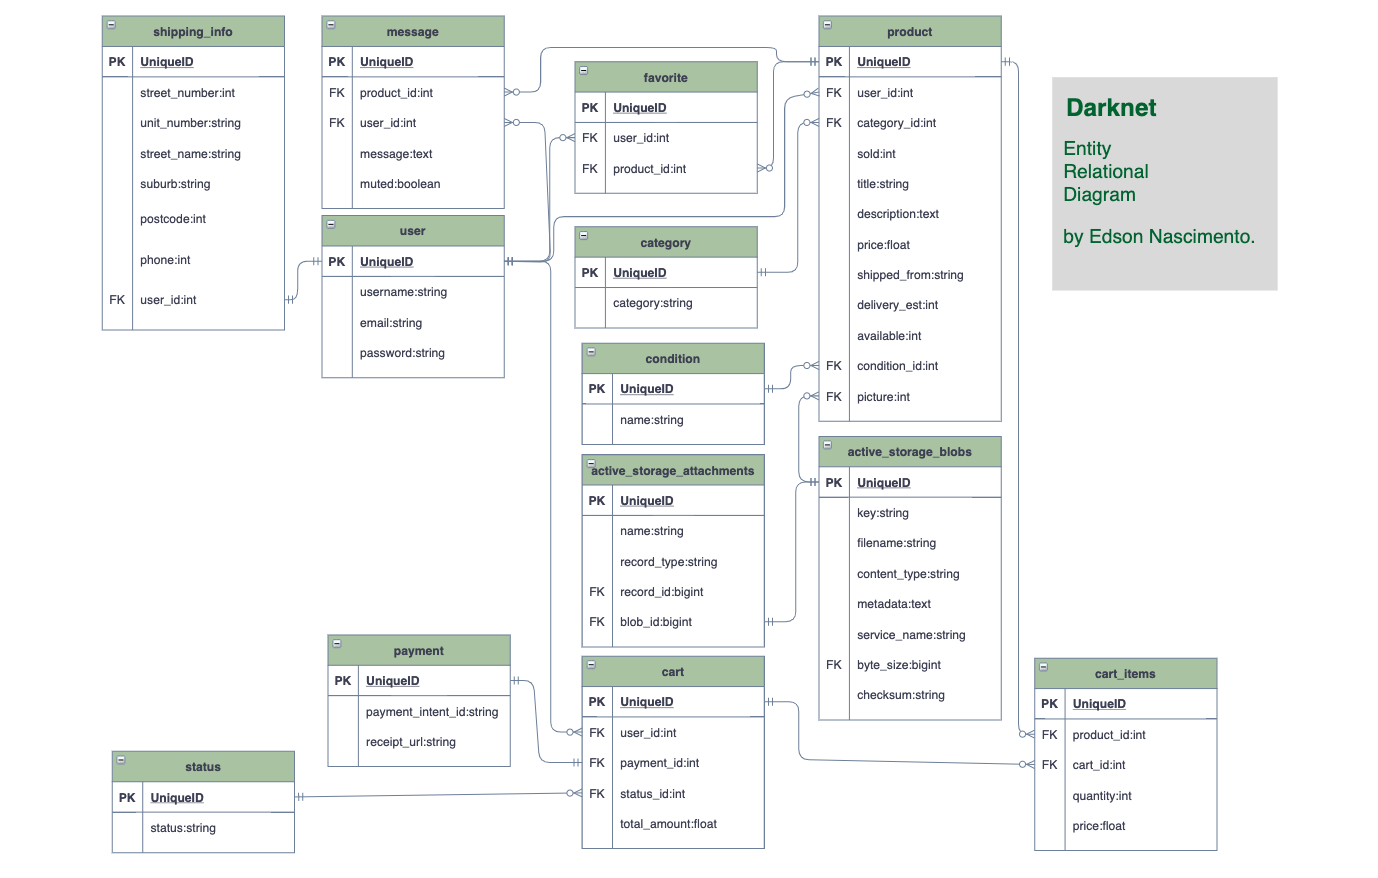 shipping_info
PK UniqueID
street_number:int
unit_number:string
street_name:string
suburb:string
postcode:int
phone:int
FK user_id:int
message
PK UniqueID
FK product_id:int
FK user_id:int
message:text
muted:boolean
user
PK UniqueID
username:string
email:string
password:string
favorite
PK UniqueID
FK user_id:int
FK product_id:int
category
PK UniqueID
category:string
condition
PK UniqueID
name:string
active_storage_attachments
PK UniqueID
name:string
record_type:string
FK record_id:bigint
FK blob_id:bigint
product
PK UniqueID
FK user_id:int
FK category_id:int
sold:int
title:string
description:text
price:float
shipped_from:string
delivery_est:int
available:int
FK condition_id:int
FK picture:int
active_storage_blobs
PK UniqueID
key:string
filename:string
content_type:string
metadata:text
service_name:string
FK byte_size:bigint
checksum:string
Darknet
Entity
Relational
Diagram
by Edson Nascimento.
payment
PK UniqueID
payment_intent_id:string
receipt_url:string
status
PK UniqueID
status:string
cart
PK UniqueID
FK user_id:int
FK payment_id:int
FK status_id:int
total_amount:float
cart_items
PK UniqueID
FK product_id:int
FK cart_id:int
quantity:int
price:float